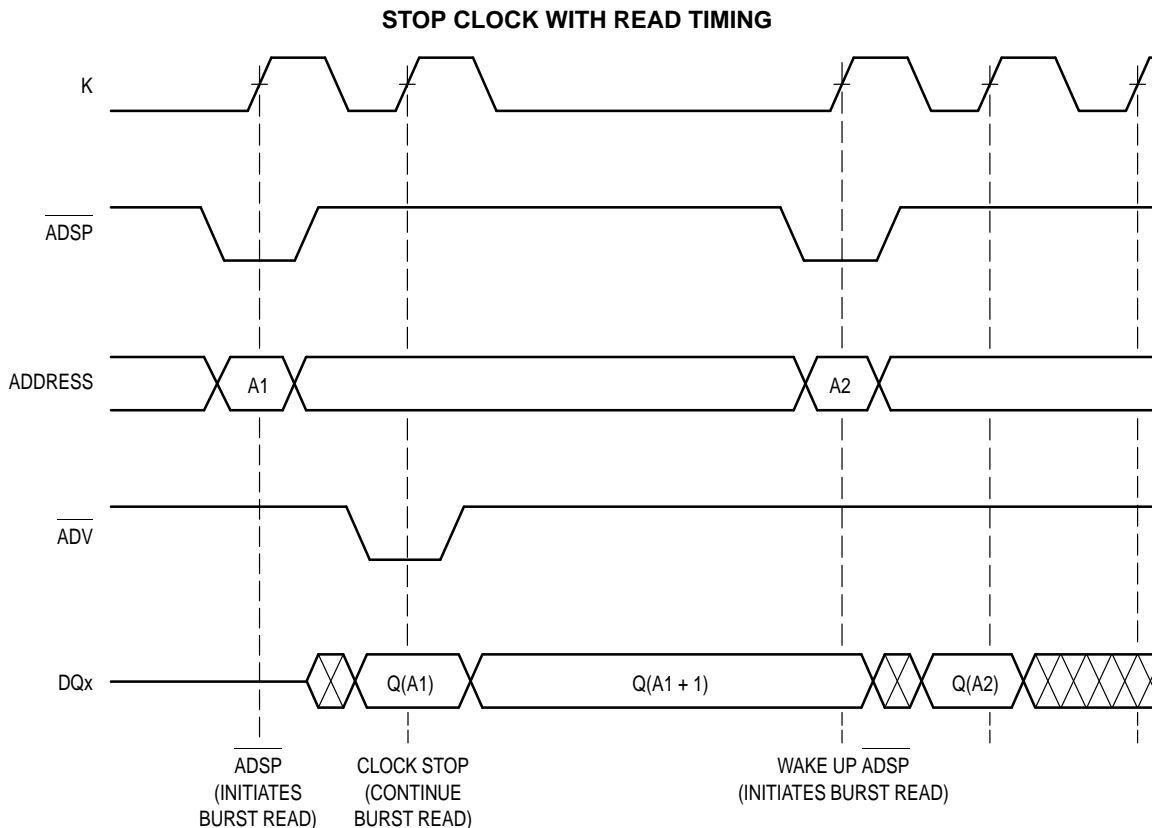 STOP CLOCK WITH READ TIMING
K
ADSP
ADDRESS
A1
A2
ADV
DQx
Q(A1)
Q(A1 + 1)
Q(A2)
ADSP
(INITIATES
BURST READ)
CLOCK STOP
(CONTINUE
BURST READ)
WAKE UP ADSP
(INITIATES BURST READ)